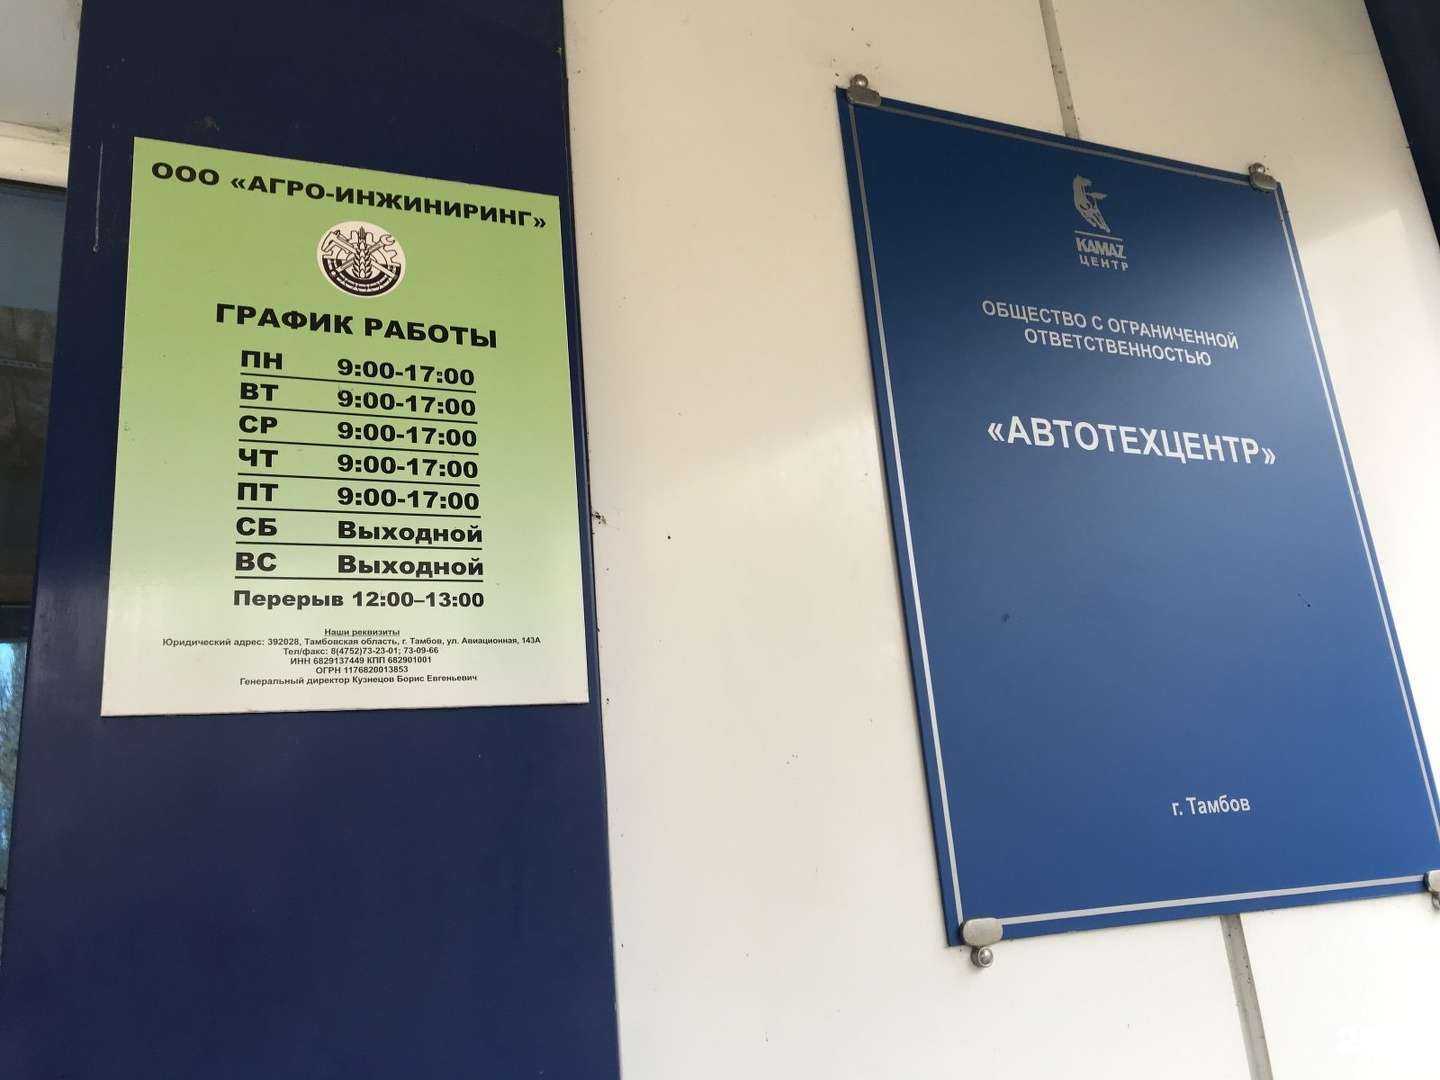 ООО «АГРО-ИНЖИНИРИНГ»
ГРАФИК РАБОТЫ
ПН 9:00-17:00
ВТ 9:00-17:00
СР 9:00-17:00
ЧТ 9:00-17:00
ПТ 9:00-17:00
СБ Выходной
ВС Выходной
Перерыв 12:00–13:00
Наши реквизиты
Юридический адрес: 392028, Тамбовская область, г. Тамбов, ул. Авиационная, 143А
Тел/факс: 8(4752)73-23-01; 73-09-66
ИНН 6829137449 КПП 682901001
ОГРН 1176820013853
Генеральный директор Кузнецов Борис Евгеньевич
KAMAZ
ЦЕНТР
ОБЩЕСТВО С ОГРАНИЧЕННОЙ
ОТВЕТСТВЕННОСТЬЮ
«АВТОТЕХЦЕНТР»
г. Тамбов